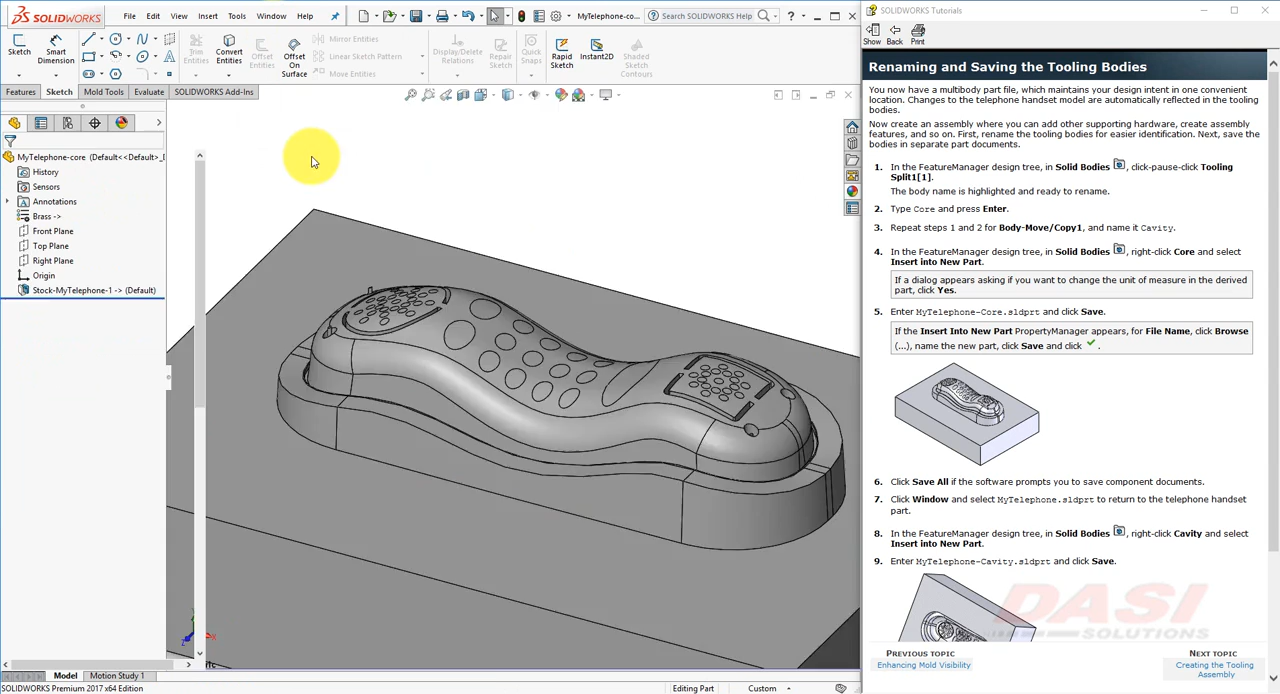 SOLIDWORKS File Edit View Insert Tools Window Help MyTelephone-co... Search SOLIDWORKS Help
Sketch
Smart
Dimension
Trim
Entities
Convert
Entities
Offset
Entities
Offset
On
Surface
Mirror Entities
Linear Sketch Pattern
Move Entities
Display/Delete
Relations
Repair
Sketch
Quick
Snaps
Rapid
Sketch
Instant2D
Shaded
Sketch
Contours
Features Sketch Mold Tools Evaluate SOLIDWORKS Add-Ins
MyTelephone-core (Default<<Default>_D
History
Sensors
Annotations
Brass ->
Front Plane
Top Plane
Right Plane
Origin
Stock-MyTelephone-1 -> (Default)
Model Motion Study 1
SOLIDWORKS Premium 2017 x64 Edition Editing Part Custom
SOLIDWORKS Tutorials
Show Back Print
Renaming and Saving the Tooling Bodies
You now have a multibody part file, which maintains your design intent in one convenient
location. Changes to the telephone handset model are automatically reflected in the tooling
bodies.
Now create an assembly where you can add other supporting hardware, create assembly
features, and so on. First, rename the tooling bodies for easier identification. Next, save the
bodies in separate part documents.
1. In the FeatureManager design tree, in Solid Bodies , click-pause-click Tooling
Split1[1].
The body name is highlighted and ready to rename.
2. Type Core and press Enter.
3. Repeat steps 1 and 2 for Body-Move/Copy1, and name it Cavity.
4. In the FeatureManager design tree, in Solid Bodies , right-click Core and select
Insert into New Part.
If a dialog appears asking if you want to change the unit of measure in the derived
part, click Yes.
5. Enter MyTelephone-Core.sldprt and click Save.
If the Insert Into New Part PropertyManager appears, for File Name, click Browse
(...), name the new part, click Save and click .
6. Click Save All if the software prompts you to save component documents.
7. Click Window and select MyTelephone.sldprt to return to the telephone handset
part.
8. In the FeatureManager design tree, in Solid Bodies , right-click Cavity and select
Insert into New Part.
9. Enter MyTelephone-Cavity.sldprt and click Save.
DASI
SOLUTIONS
PREVIOUS TOPIC
Enhancing Mold Visibility
NEXT TOPIC
Creating the Tooling
Assembly